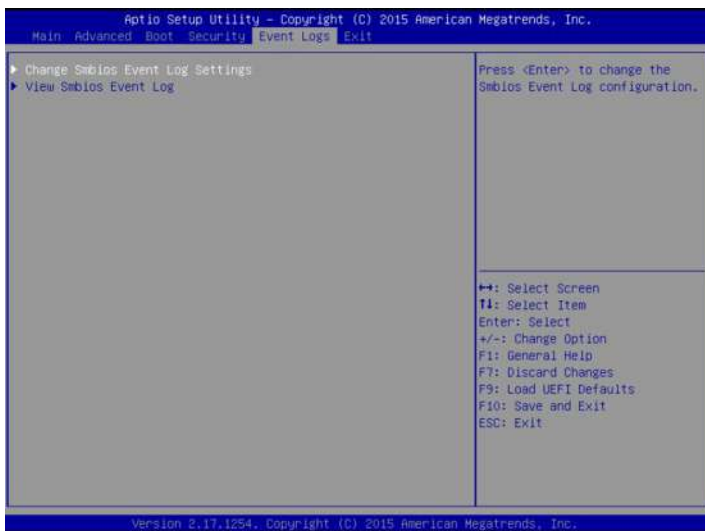 Aptio Setup Utility – Copyright (C) 2015 American Megatrends, Inc.
Main Advanced Boot Security Event Logs Exit
Change Smbios Event Log Settings
View Smbios Event Log
Press <Enter> to change the
Smbios Event Log configuration.
↔: Select Screen
↑↓: Select Item
Enter: Select
+/-: Change Option
F1: General Help
F7: Discard Changes
F9: Load UEFI Defaults
F10: Save and Exit
ESC: Exit
Version 2.17.1254. Copyright (C) 2015 American Megatrends, Inc.